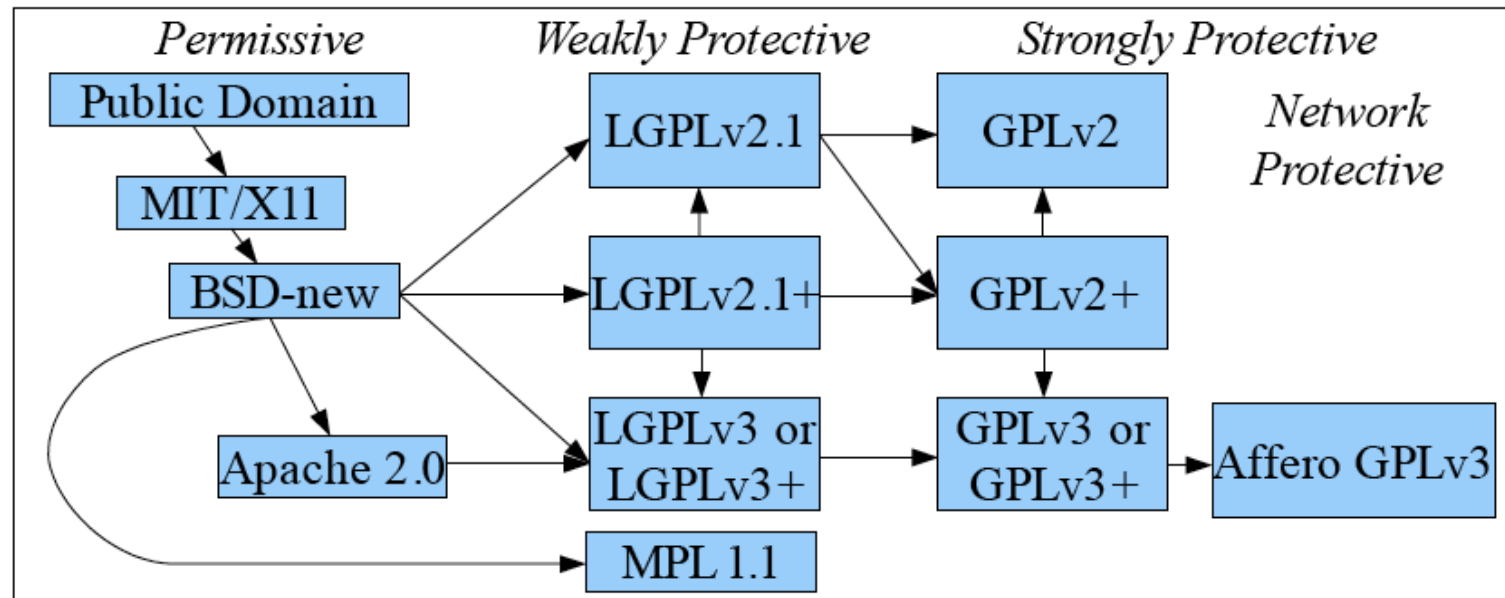 Permissive
Weakly Protective
Strongly Protective
Network
Protective
Public Domain
MIT/X11
BSD-new
Apache 2.0
LGPLv2.1
LGPLv2.1+
LGPLv3 or
LGPLv3+
MPL 1.1
GPLv2
GPLv2+
GPLv3 or
GPLv3+
Affero GPLv3